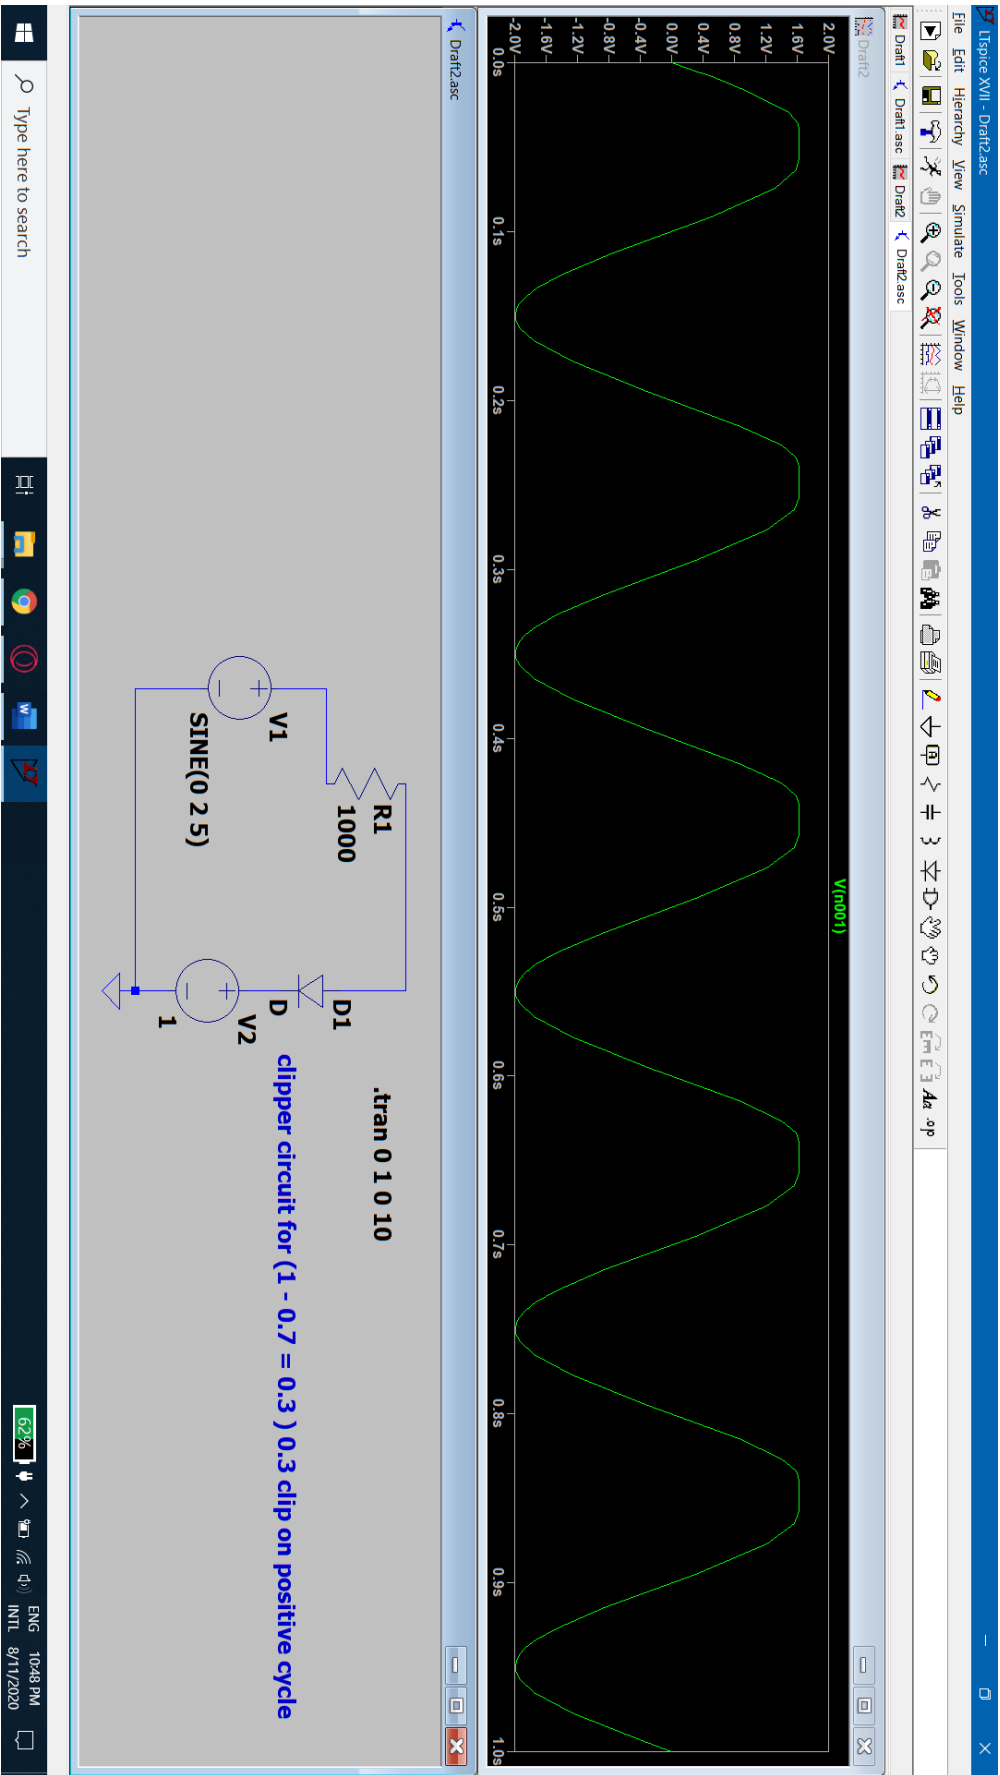 LTspice XVII - Draft2.asc
File Edit Hierarchy View Simulate Tools Window Help
Draft1 Draft1.asc Draft2 Draft2.asc
Draft2
V(n001)
2.0V
1.6V
1.2V
0.8V
0.4V
0.0V
-0.4V
-0.8V
-1.2V
-1.6V
-2.0V
0.0s 0.1s 0.2s 0.3s 0.4s 0.5s 0.6s 0.7s 0.8s 0.9s 1.0s
Draft2.asc
.tran 0 1 0 10
R1
1000
D1
D
V1
SINE(0 2 5)
V2
1
clipper circuit for (1 - 0.7 = 0.3 ) 0.3 clip on positive cycle
Type here to search
62%
ENG
INTL
10:48 PM
8/11/2020